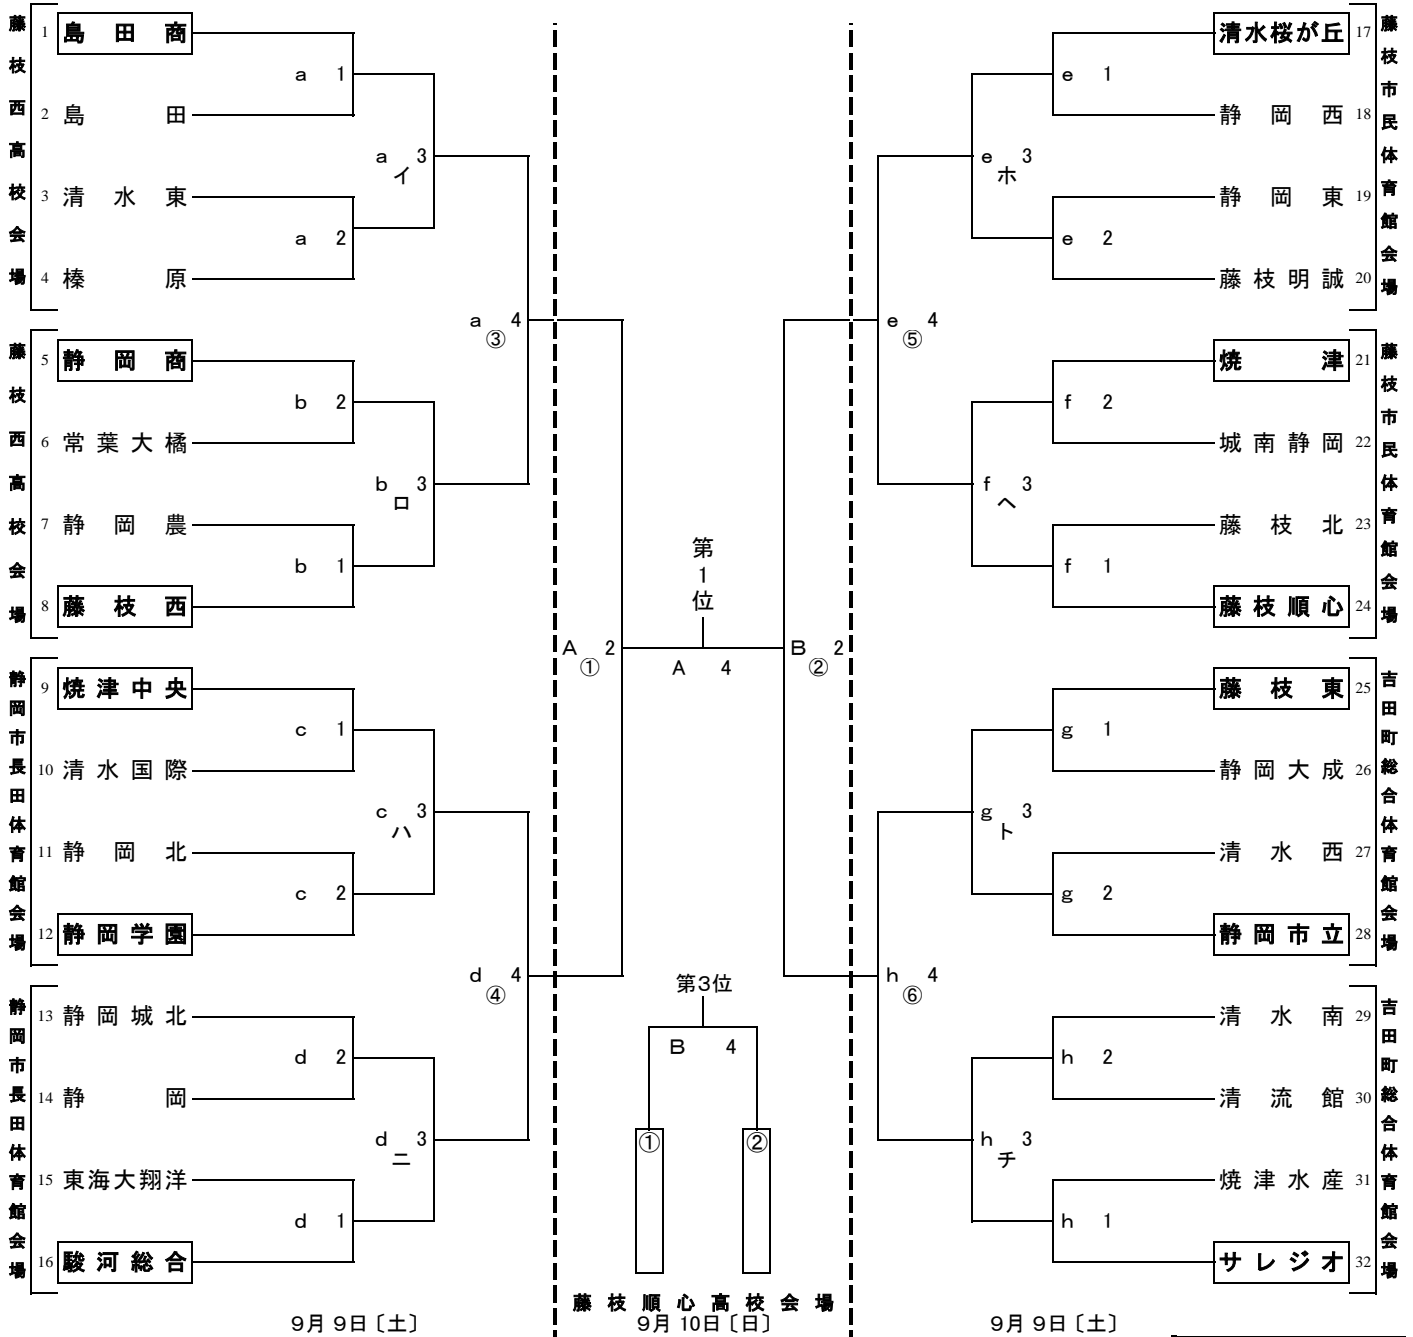 藤枝西高校会場
1 島田商
2 島田
3 清水東
4 榛原
a 1
a 2
a 3
イ
a 4
③
藤枝西高校会場
5 静岡商
6 常葉大橘
7 静岡農
8 藤枝西
b 2
b 1
b 3
ロ
静岡市長田体育館会場
9 焼津中央
10 清水国際
11 静岡北
12 静岡学園
c 1
c 2
c 3
ハ
d 4
④
静岡市長田体育館会場
13 静岡城北
14 静岡
15 東海大翔洋
16 駿河総合
d 2
d 1
d 3
ニ
9月 9日〔土〕
A 2
①
第1位
A 4
B 2
②
第3位
B 4
①
②
藤枝順心高校会場
9月 10日〔日〕
藤枝市民体育館会場
清水桜が丘 17
静岡西 18
静岡東 19
藤枝明誠 20
e 1
e 2
e 3
ホ
e 4
⑤
藤枝市民体育館会場
焼津 21
城南静岡 22
藤枝北 23
藤枝順心 24
f 2
f 1
f 3
ヘ
吉田町総合体育館会場
藤枝東 25
静岡大成 26
清水西 27
静岡市立 28
g 1
g 2
g 3
ト
h 4
⑥
吉田町総合体育館会場
清水南 29
清流館 30
焼津水産 31
サレジオ 32
h 2
h 1
h 3
チ
9月 9日〔土〕